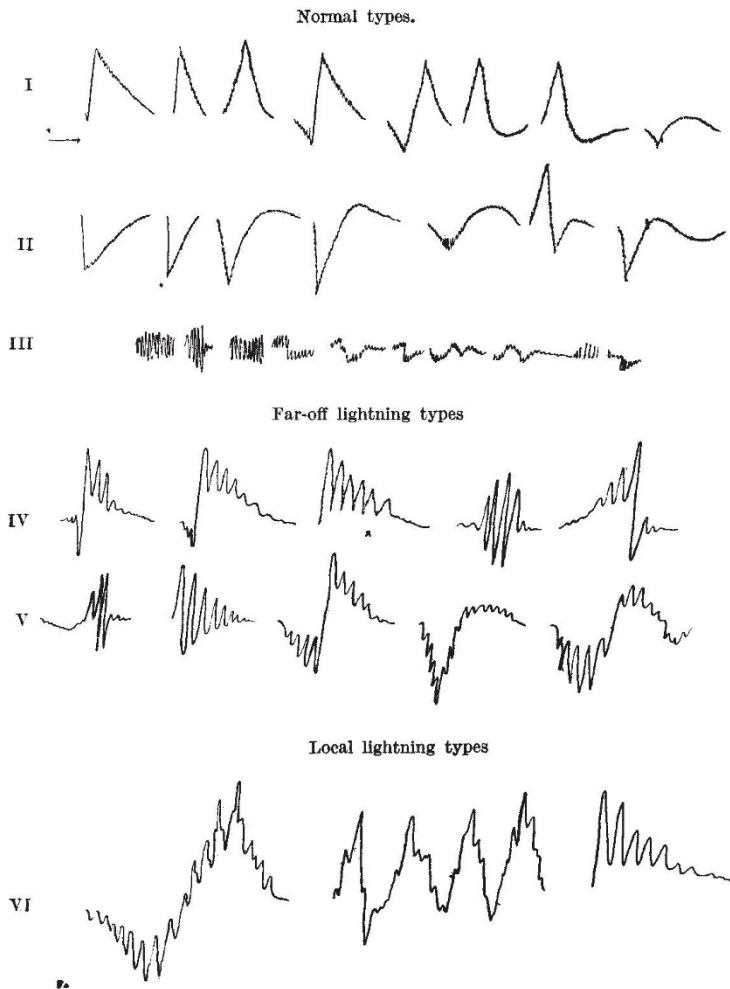 Normal types.
I
II
III
Far-off lightning types
IV
V
Local lightning types
VI